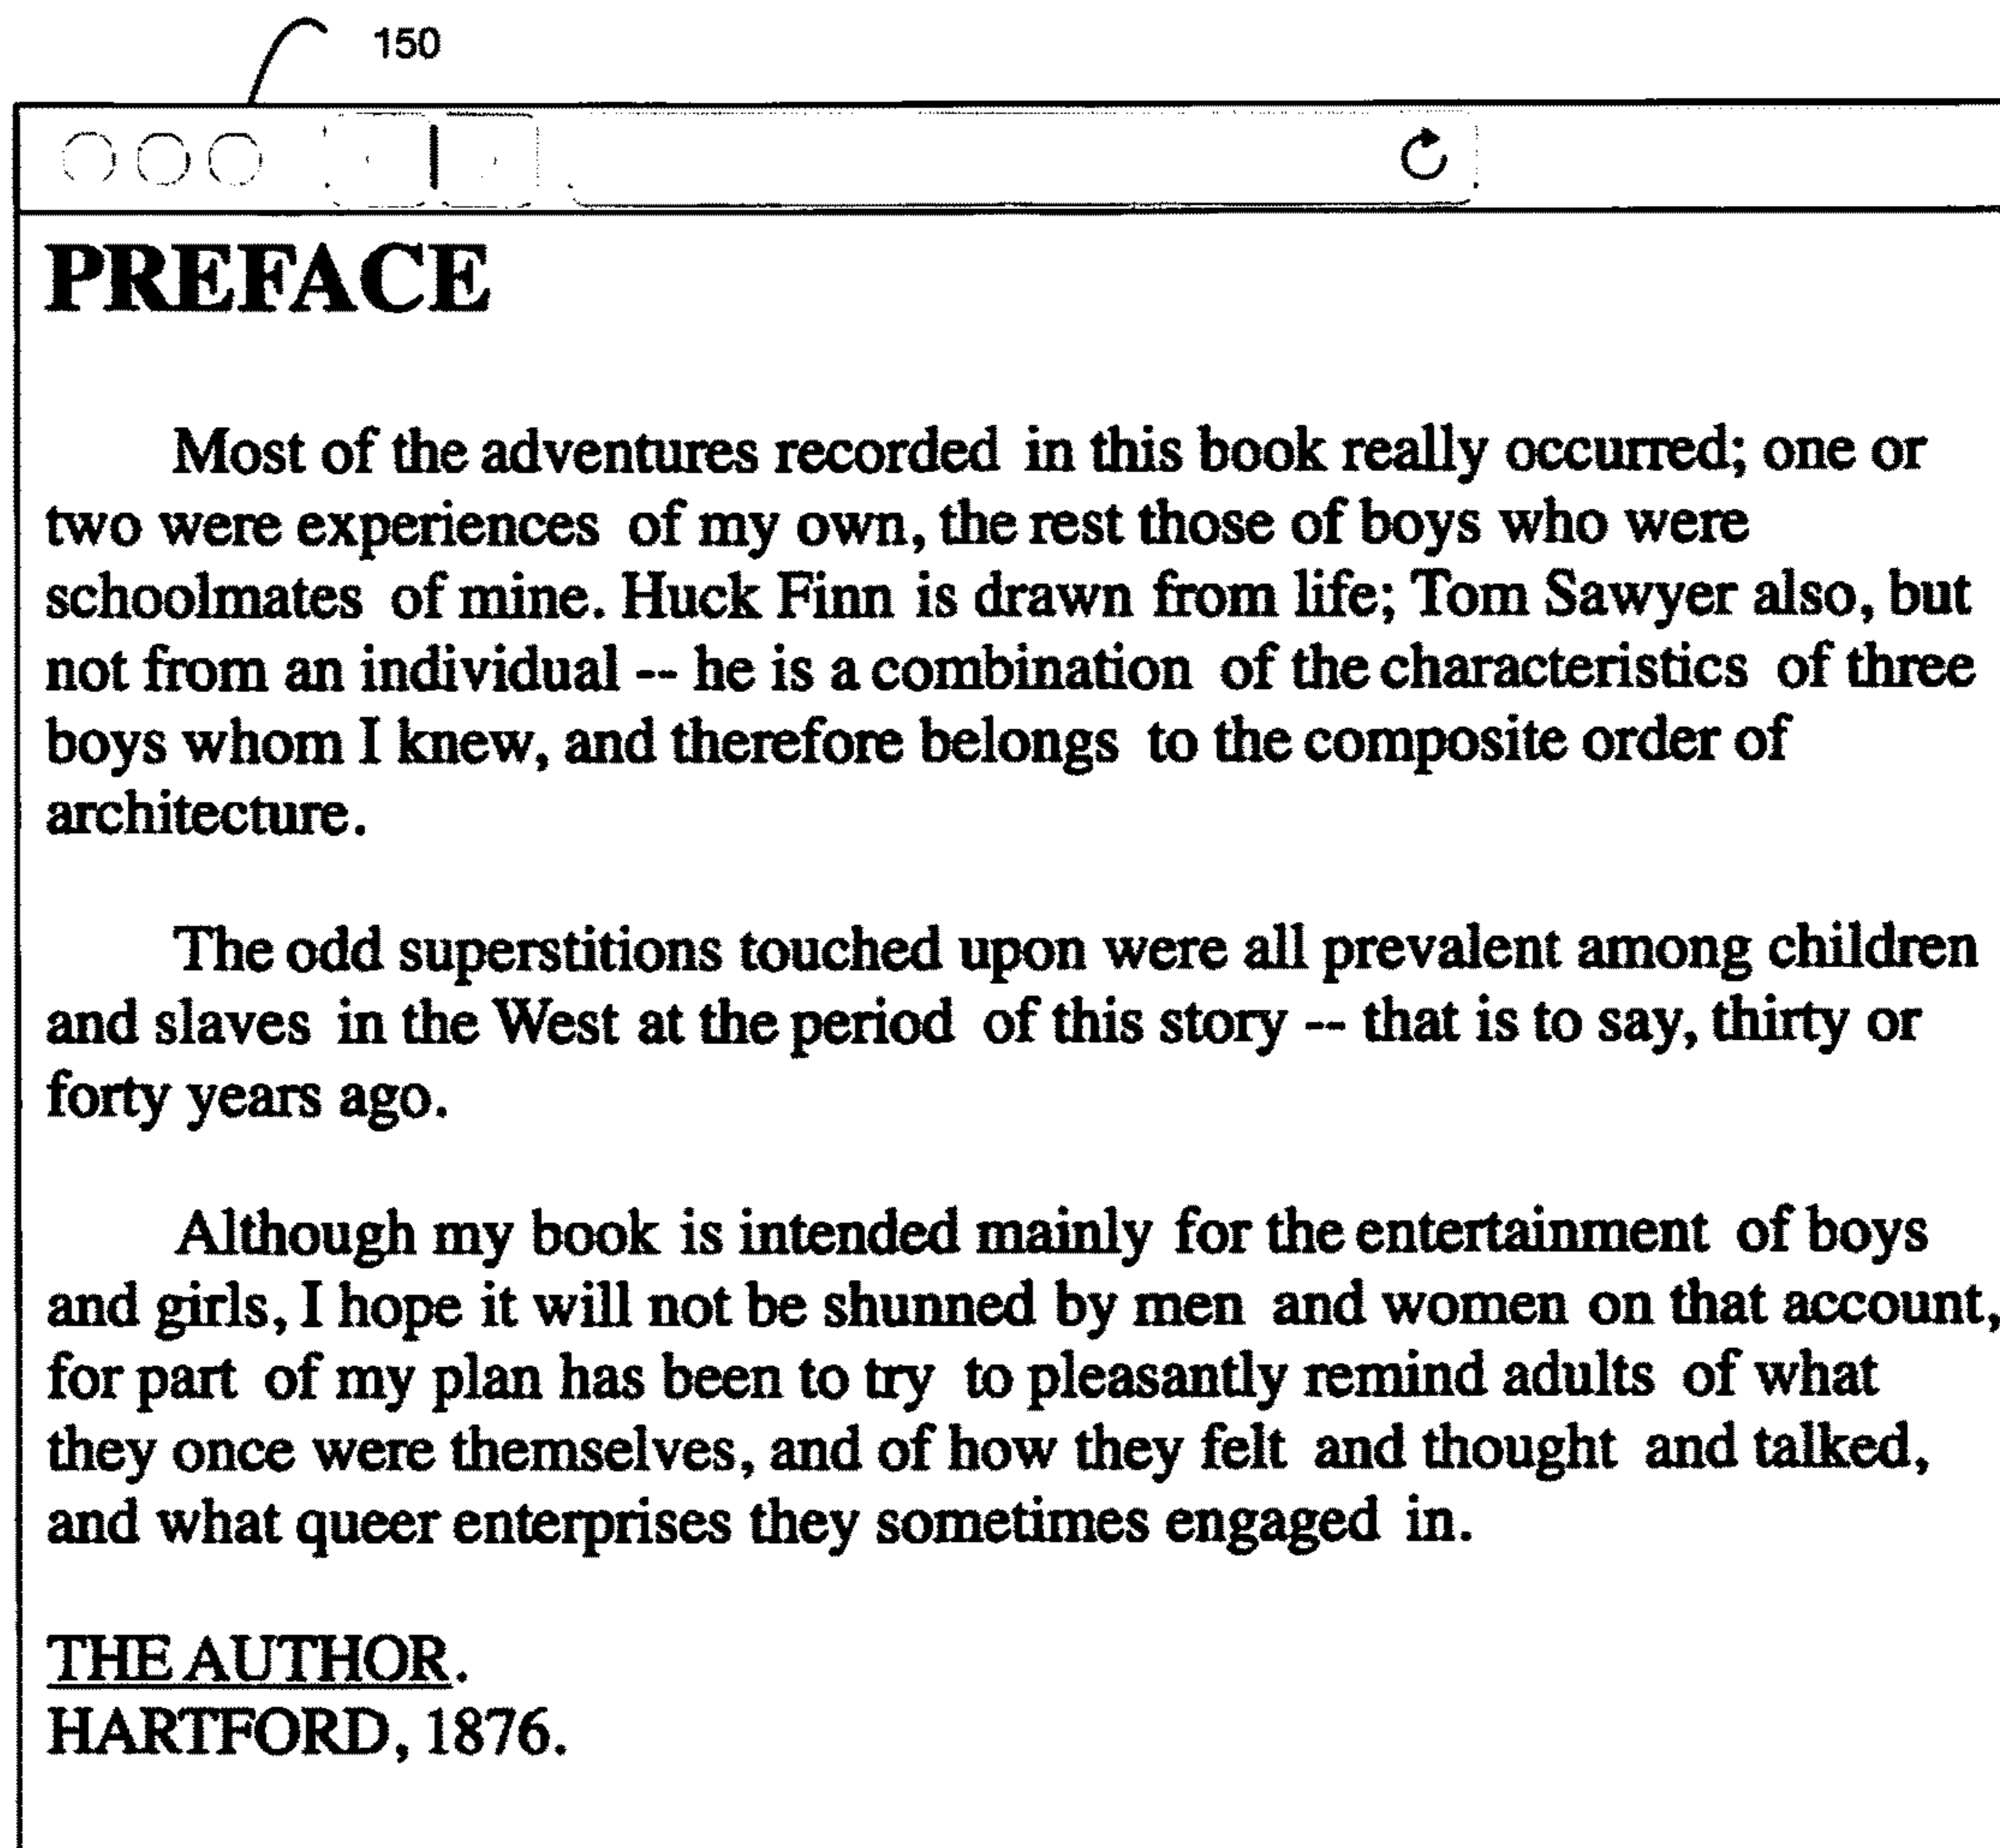 150
PREFACE
Most of the adventures recorded in this book really occurred; one or
two were experiences of my own, the rest those of boys who were
schoolmates of mine. Huck Finn is drawn from life; Tom Sawyer also, but
not from an individual -- he is a combination of the characteristics of three
boys whom I knew, and therefore belongs to the composite order of
architecture.
The odd superstitions touched upon were all prevalent among children
and slaves in the West at the period of this story -- that is to say, thirty or
forty years ago.
Although my book is intended mainly for the entertainment of boys
and girls, I hope it will not be shunned by men and women on that account,
for part of my plan has been to try to pleasantly remind adults of what
they once were themselves, and of how they felt and thought and talked,
and what queer enterprises they sometimes engaged in.
THE AUTHOR.
HARTFORD, 1876.